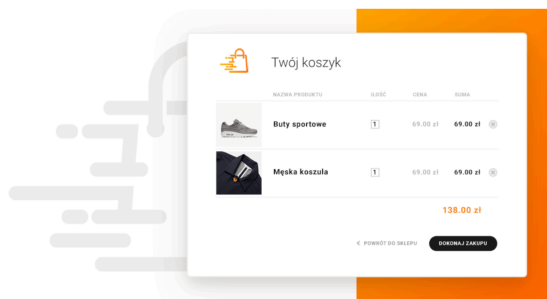 Twój koszyk
NAZWA PRODUKTU ILOŚĆ CENA SUMA
Buty sportowe 1 69.00 zł 69.00 zł
Męska koszula 1 69.00 zł 69.00 zł
138.00 zł
POWRÓT DO SKLEPU DOKONAJ ZAKUPU